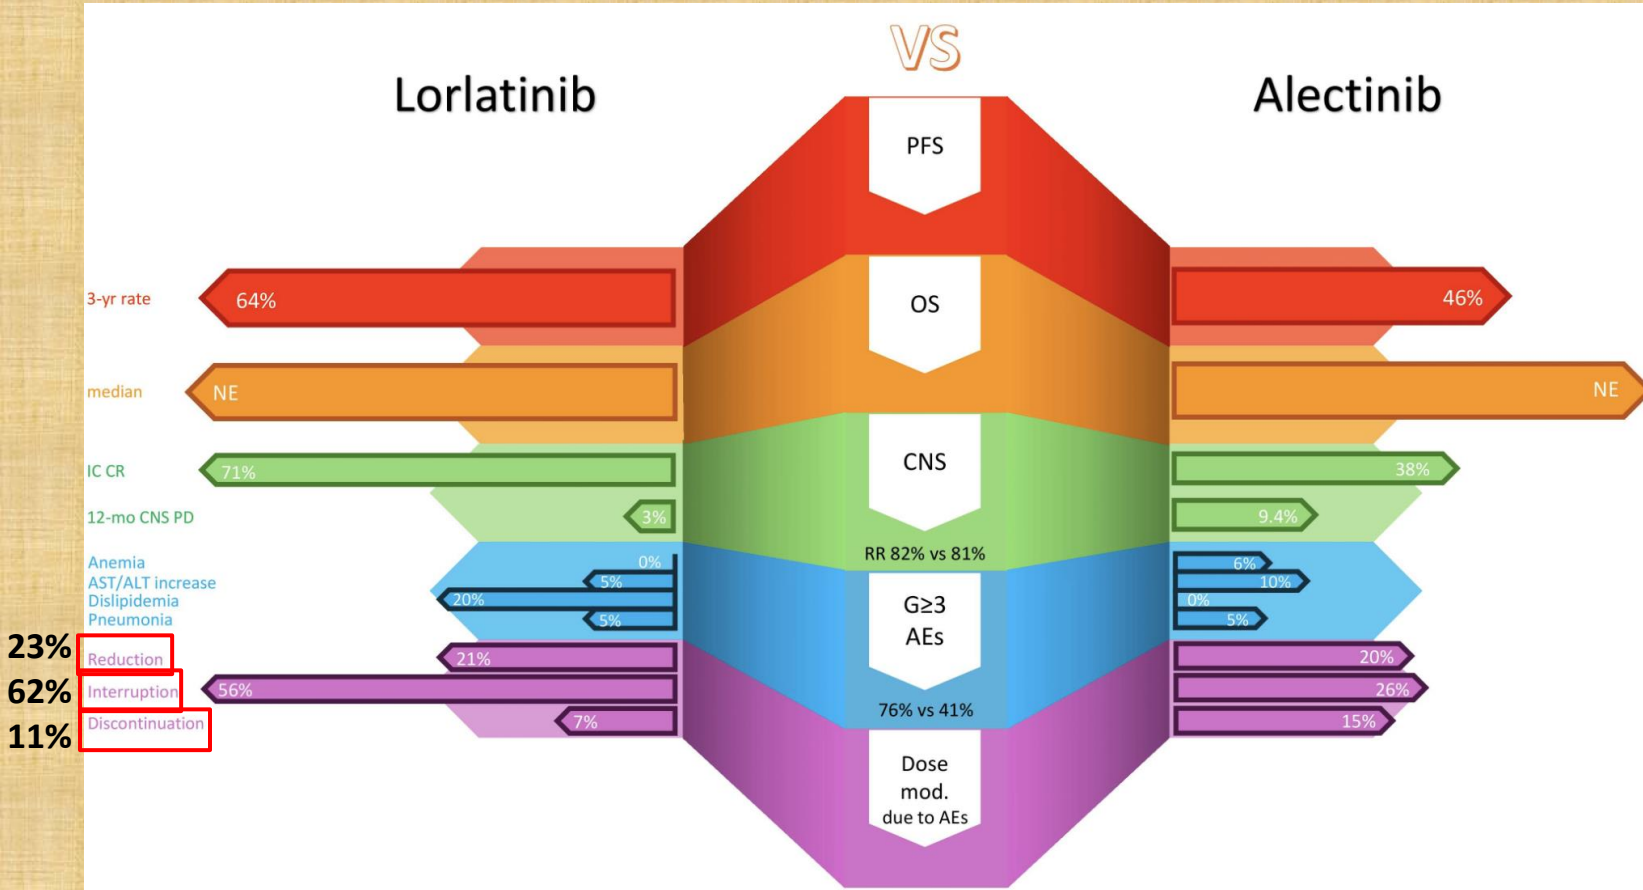 VS
Lorlatinib
Alectinib
PFS
3-yr rate
64%
46%
OS
median
NE
NE
CNS
IC CR
71%
38%
12-mo CNS PD
3%
9.4%
RR 82% vs 81%
Anemia
0%
6%
AST/ALT increase
5%
10%
Dislipidemia
20%
0%
Pneumonia
5%
5%
G≥3
AEs
76% vs 41%
23%
Reduction
21%
20%
62%
Interruption
56%
26%
11%
Discontinuation
7%
15%
Dose
mod.
due to AEs